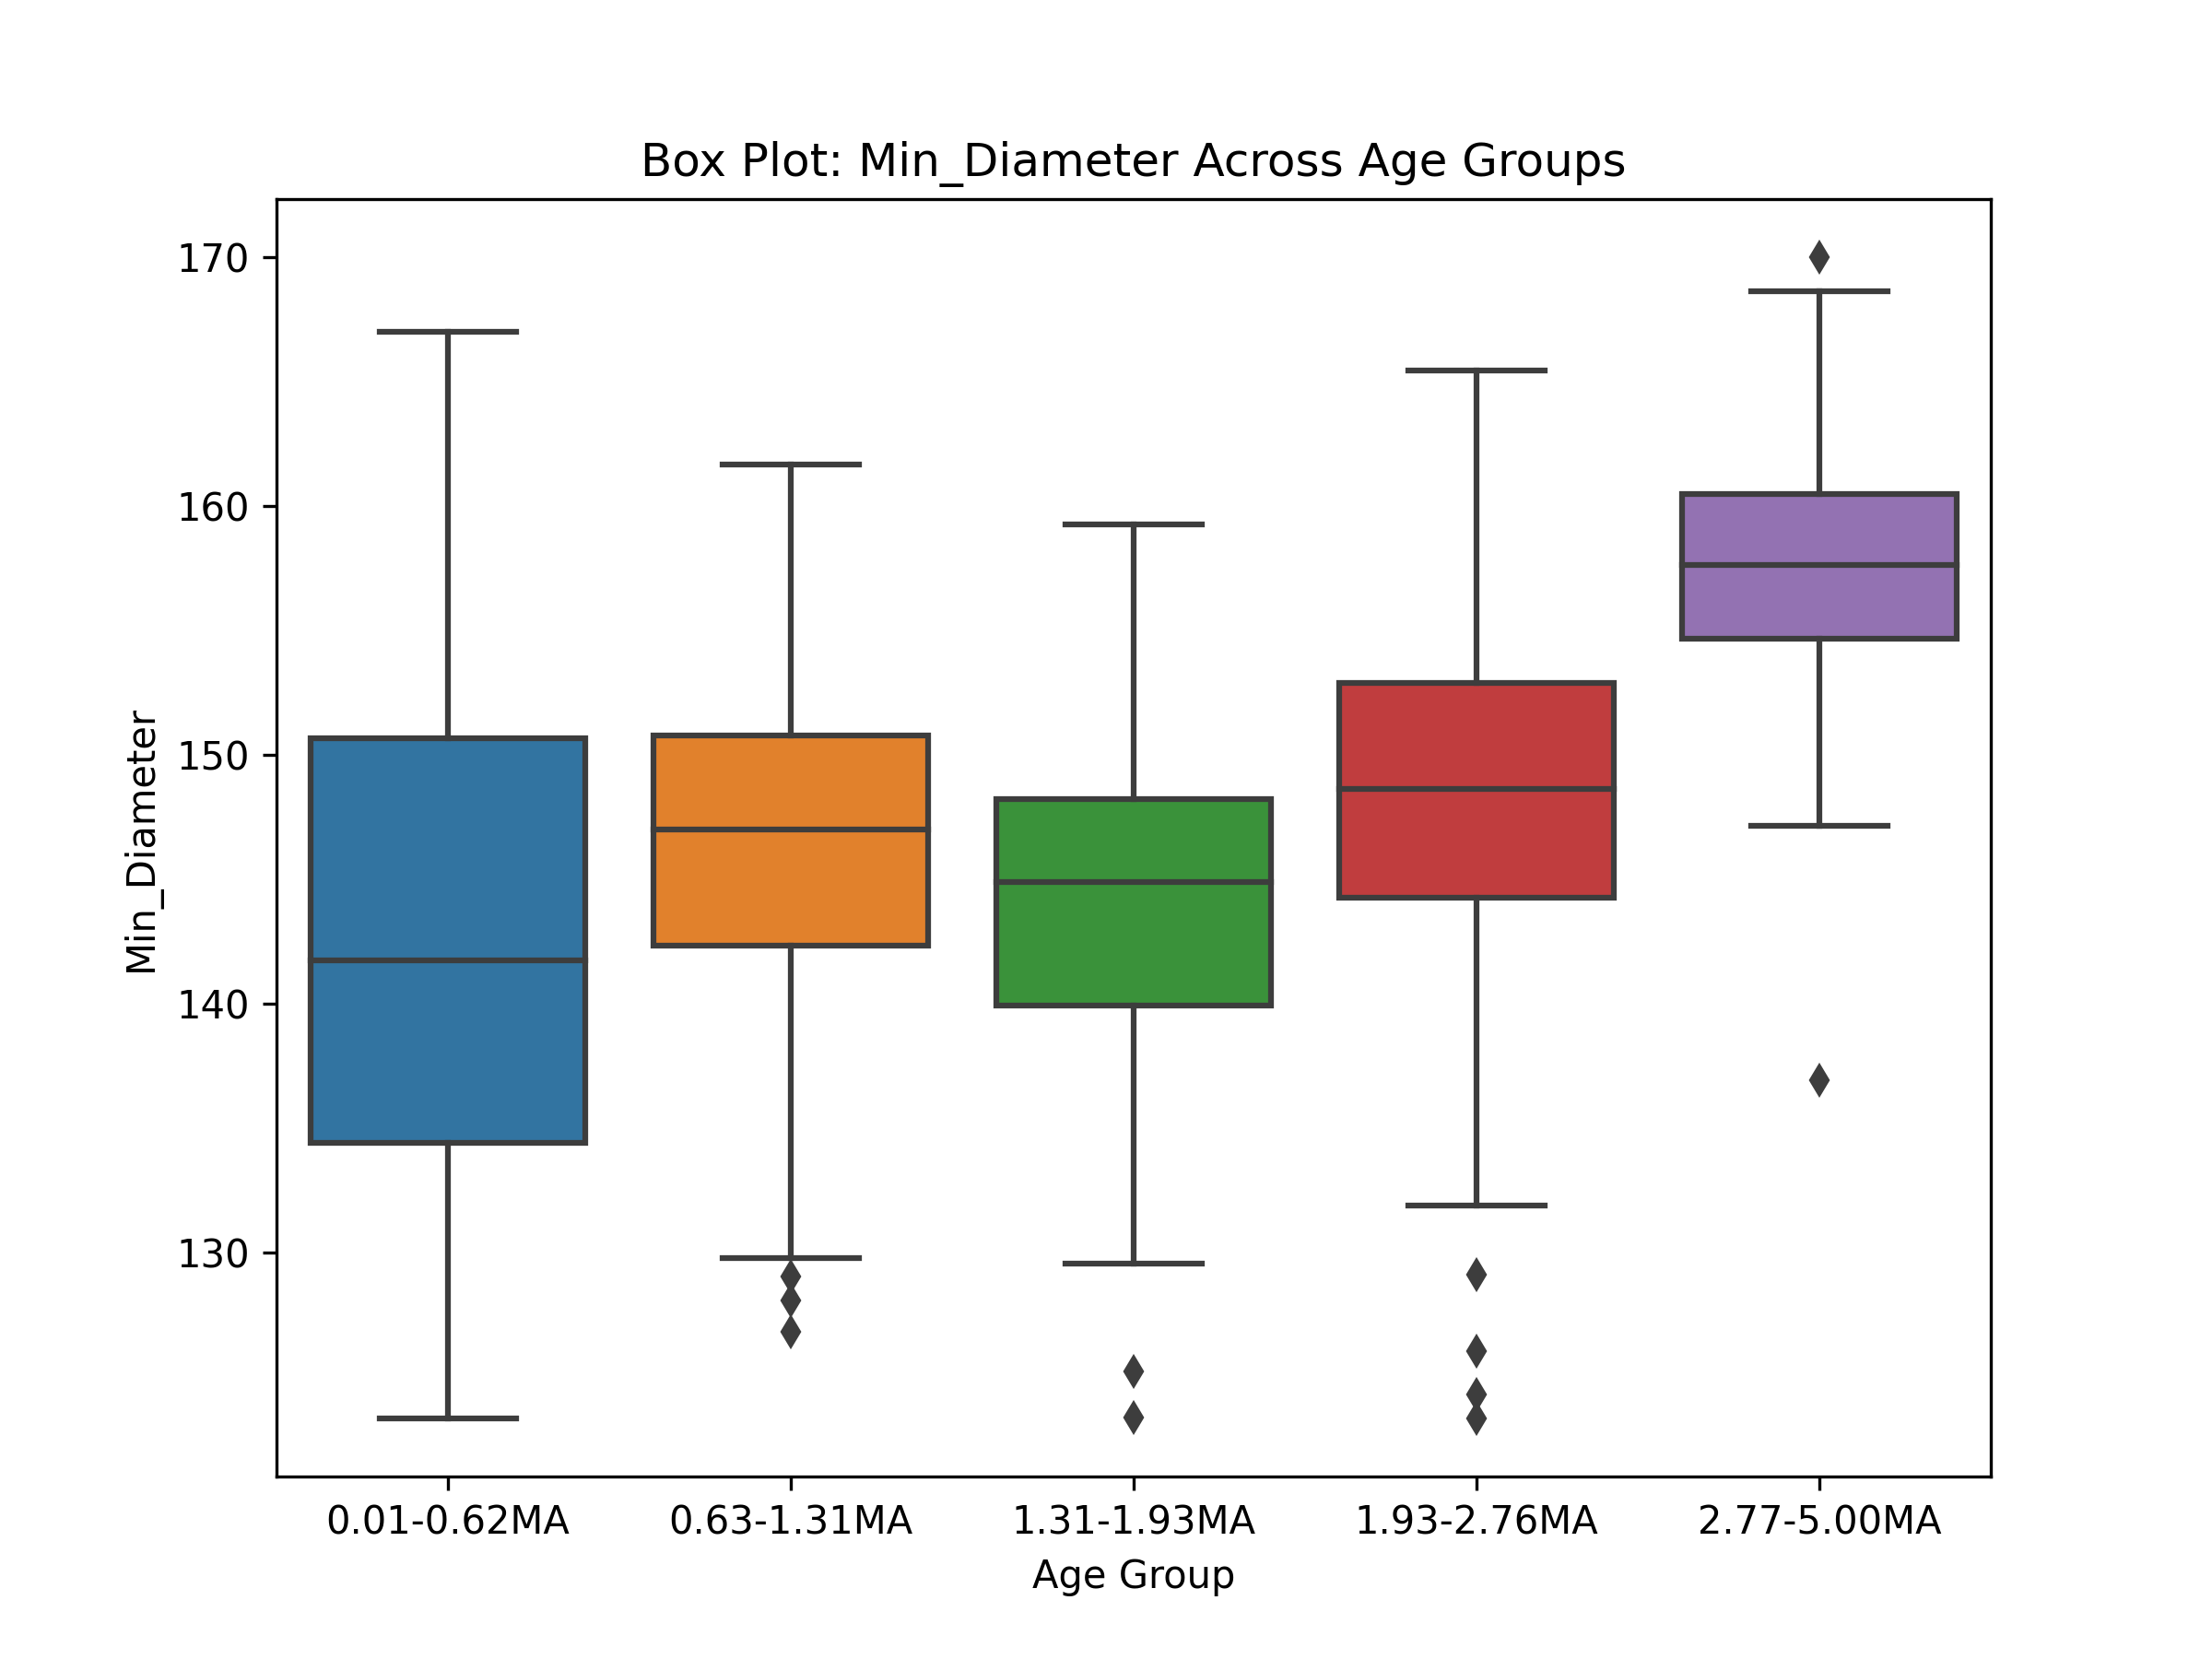 Box Plot: Min_Diameter Across Age Groups
170
160
150
140
130
Min_Diameter
0.01-0.62MA
0.63-1.31MA
1.31-1.93MA
1.93-2.76MA
2.77-5.00MA
Age Group